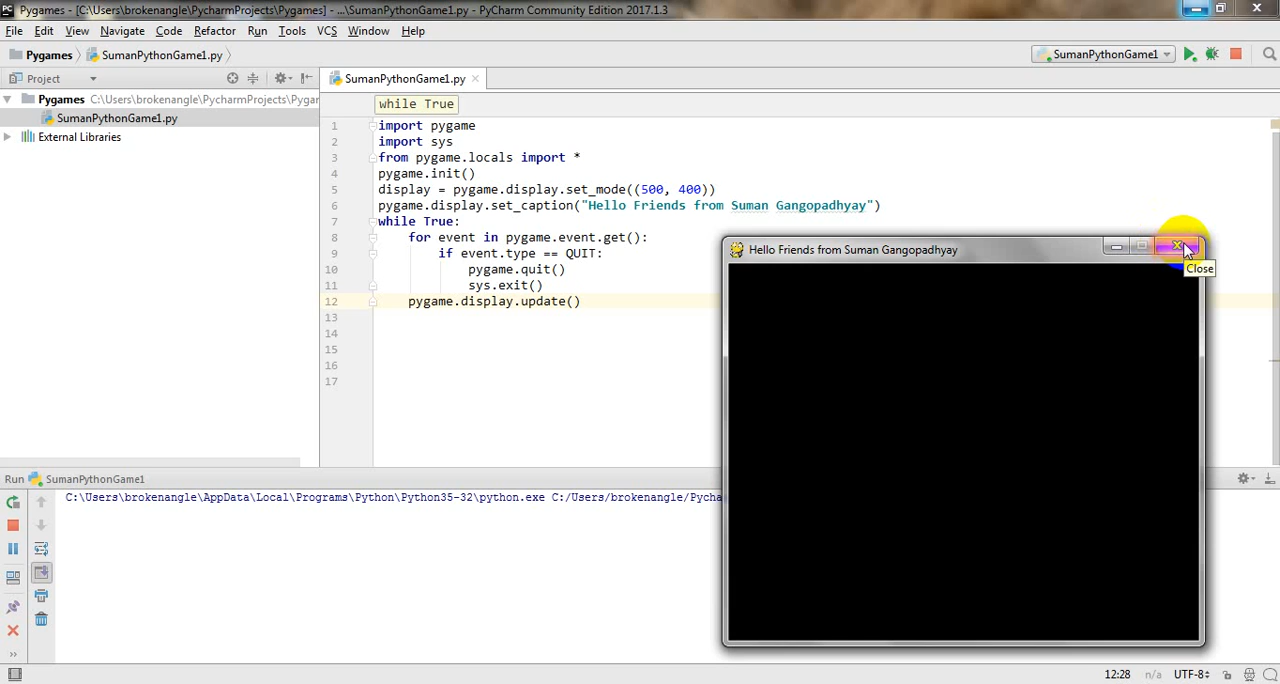 Pygames - [C:\Users\brokenangle\PycharmProjects\Pygames] - ...\SumanPythonGame1.py - PyCharm Community Edition 2017.1.3
File Edit View Navigate Code Refactor Run Tools VCS Window Help
Pygames SumanPythonGame1.py SumanPythonGame1
Project SumanPythonGame1.py
Pygames C:\Users\brokenangle\PycharmProjects\Pygar
while True
SumanPythonGame1.py
External Libraries
1 import pygame
2 import sys
3 from pygame.locals import *
4 pygame.init()
5 display = pygame.display.set_mode((500, 400))
6 pygame.display.set_caption("Hello Friends from Suman Gangopadhyay")
7 while True:
8 for event in pygame.event.get():
9 if event.type == QUIT:
10 pygame.quit()
11 sys.exit()
12 pygame.display.update()
13
14
15
16
17
Hello Friends from Suman Gangopadhyay
Close
Run SumanPythonGame1
C:\Users\brokenangle\AppData\Local\Programs\Python\Python35-32\python.exe C:/Users/brokenangle/Pycha
12:28 n/a UTF-8